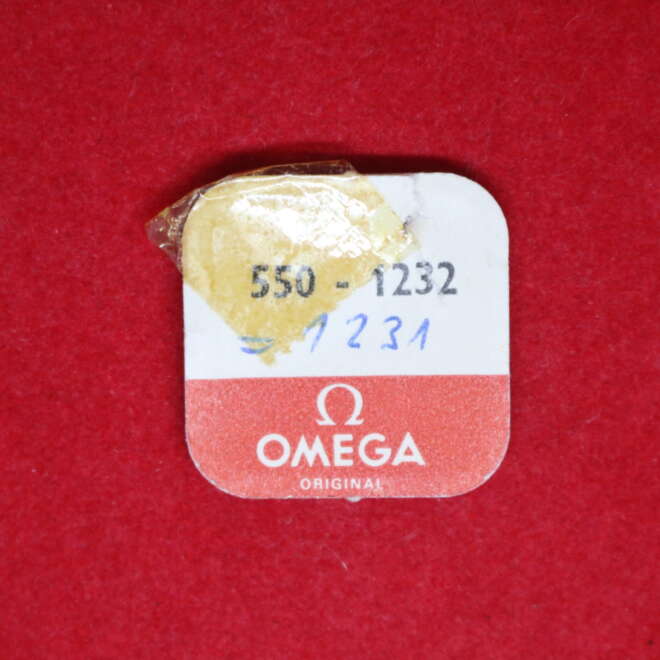 550 - 1232
= 1231
Ω
OMEGA
ORIGINAL